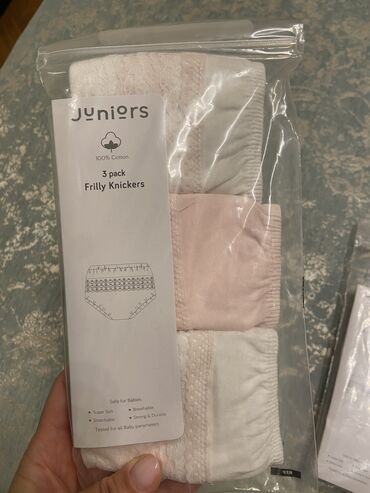 Juniors
100% Cotton
3 pack
Frilly Knickers
Safe for Babies
• Super Soft • Breathable
• Stretchable • Strong & Durable
Tested for all Baby parameters